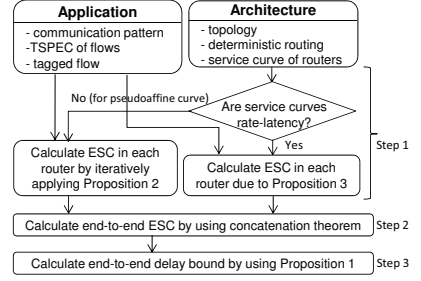 Application
- communication pattern
-TSPEC of flows
- tagged flow
Architecture
- topology
- deterministic routing
- service curve of routers
No (for pseudoaffine curve)
Are service curves
rate-latency?
Yes
Step 1
Calculate ESC in each
router by iteratively
applying Proposition 2
Calculate ESC in each
router due to Proposition 3
Calculate end-to-end ESC by using concatenation theorem
Step 2
Calculate end-to-end delay bound by using Proposition 1
Step 3